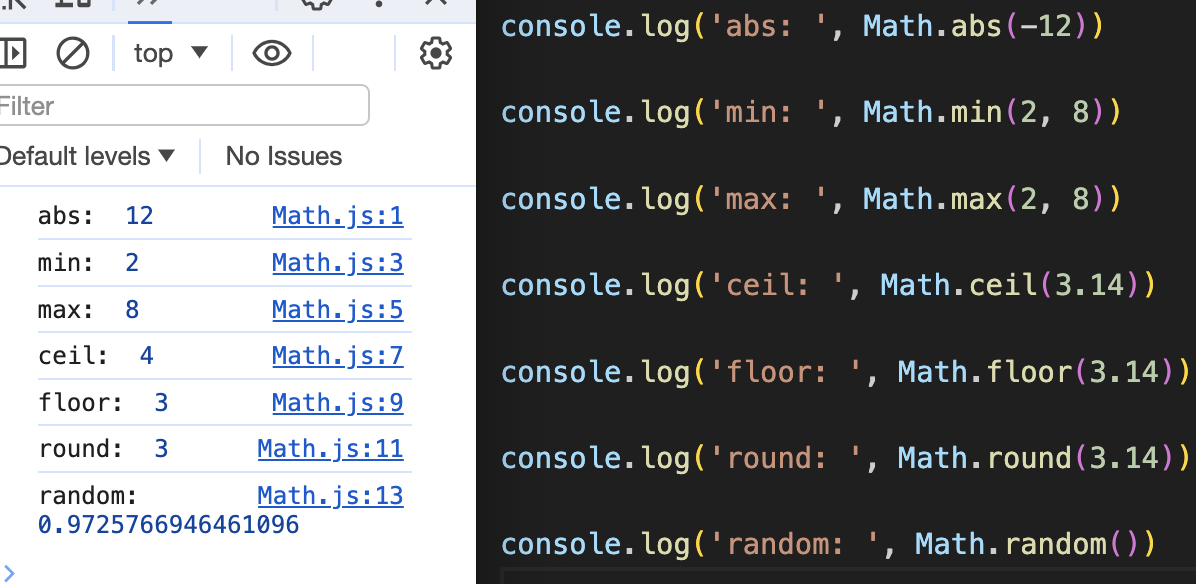 top
Filter
Default levels
No Issues
abs: 12 Math.js:1
min: 2 Math.js:3
max: 8 Math.js:5
ceil: 4 Math.js:7
floor: 3 Math.js:9
round: 3 Math.js:11
random: Math.js:13
0.9725766946461096
console.log('abs: ', Math.abs(-12))
console.log('min: ', Math.min(2, 8))
console.log('max: ', Math.max(2, 8))
console.log('ceil: ', Math.ceil(3.14))
console.log('floor: ', Math.floor(3.14))
console.log('round: ', Math.round(3.14))
console.log('random: ', Math.random())